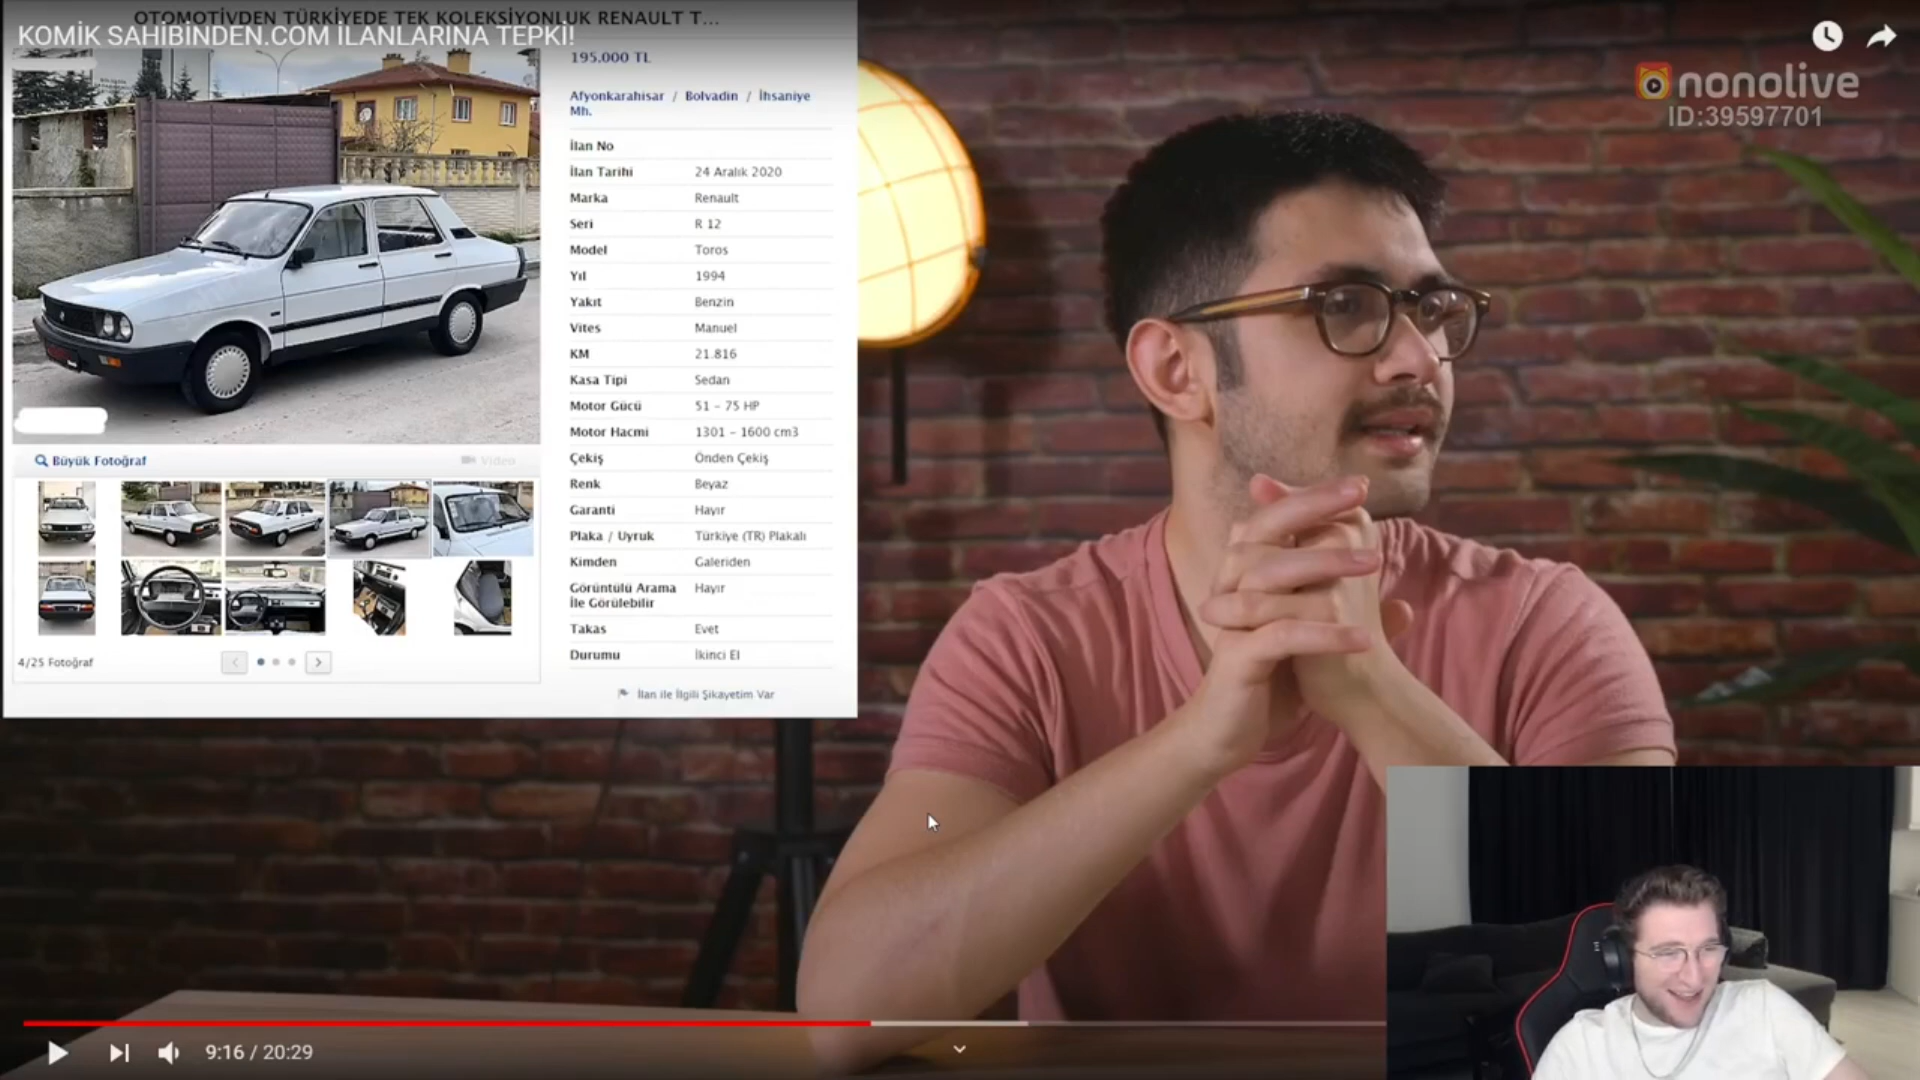 OTOMOTİVDEN TÜRKİYEDE TEK KOLEKSİYONLUK RENAULT T...
KOMİK SAHİBİNDEN.COM İLANLARINA TEPKİ!
195.000 TL
Afyonkarahisar / Bolvadin / İhsaniye
Mh.
İlan No
İlan Tarihi 24 Aralık 2020
Marka Renault
Seri R 12
Model Toros
Yıl 1994
Yakıt Benzin
Vites Manuel
KM 21.816
Kasa Tipi Sedan
Motor Gücü 51 - 75 HP
Motor Hacmi 1301 - 1600 cm3
Çekiş Önden Çekiş
Renk Beyaz
Garanti Hayır
Plaka / Uyruk Türkiye (TR) Plakalı
Kimden Galeriden
Görüntülü Arama Hayır
İle Görülebilir
Takas Evet
Durumu İkinci El
İlan ile İlgili Şikayetim Var
Büyük Fotoğraf
Video
4/25 Fotoğraf
nonolive
ID:39597701
9:16 / 20:29